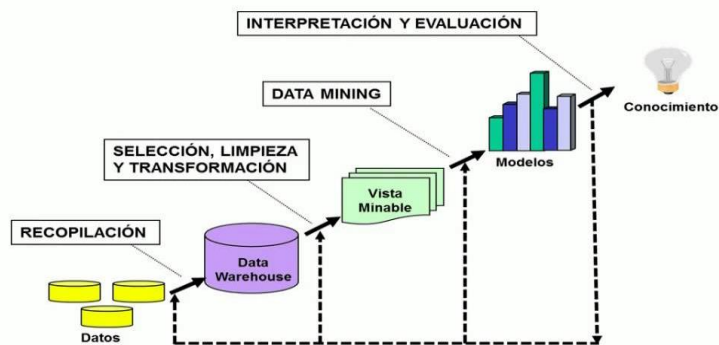 INTERPRETACIÓN Y EVALUACIÓN
Conocimiento
DATA MINING
Modelos
SELECCIÓN, LIMPIEZA
Y TRANSFORMACIÓN
Vista
Minable
RECOPILACIÓN
Data
Warehouse
Datos